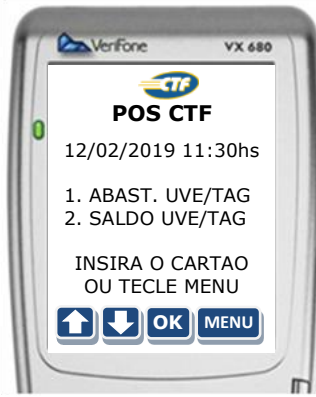 VeriFone VX 680
CTF
POS CTF
12/02/2019 11:30hs
1. ABAST. UVE/TAG
2. SALDO UVE/TAG
INSIRA O CARTAO
OU TECLE MENU
OK MENU